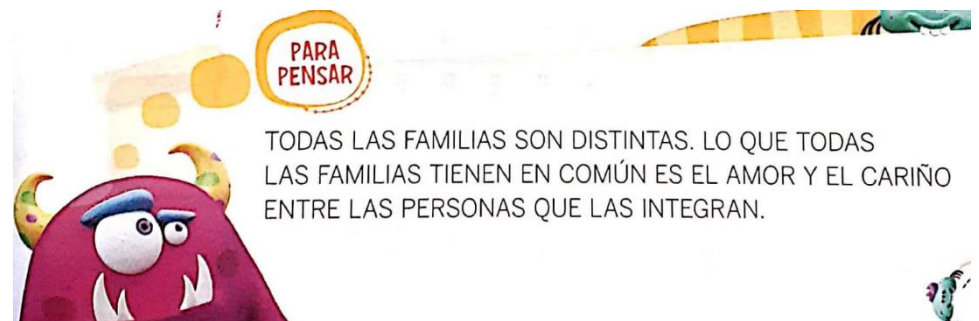 PARA
PENSAR
TODAS LAS FAMILIAS SON DISTINTAS. LO QUE TODAS
LAS FAMILIAS TIENEN EN COMÚN ES EL AMOR Y EL CARIÑO
ENTRE LAS PERSONAS QUE LAS INTEGRAN.